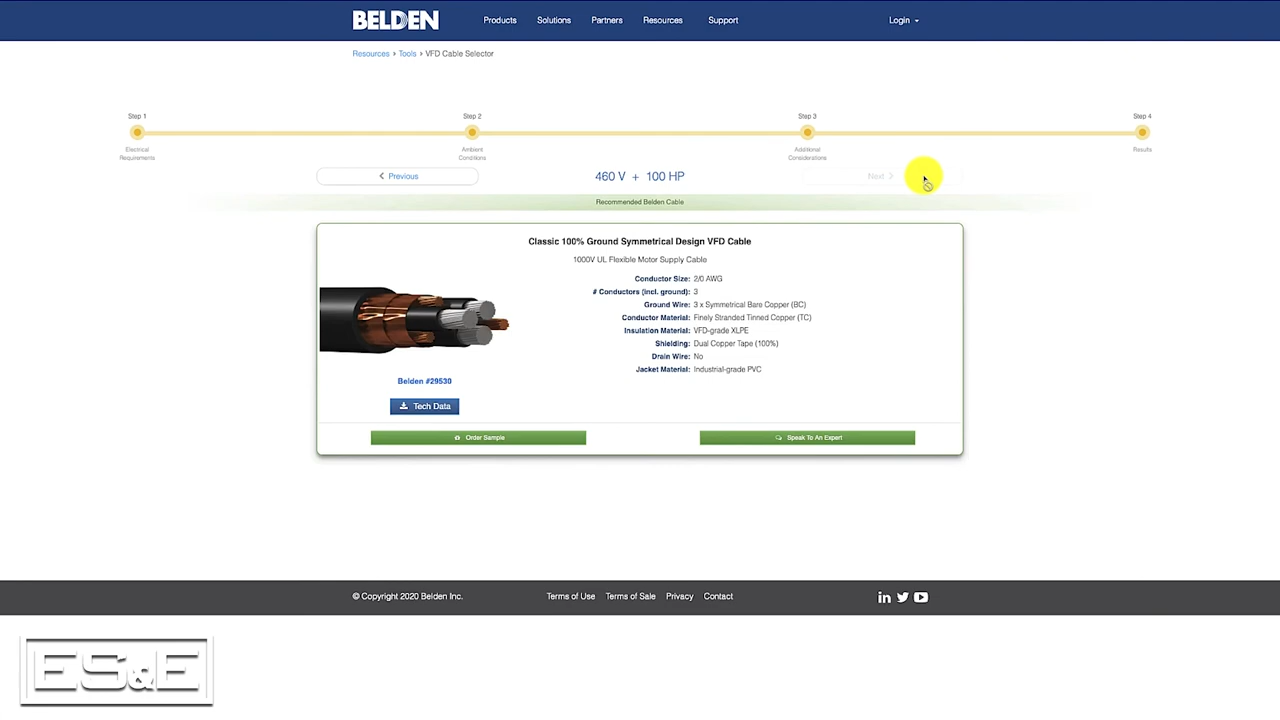 BELDEN Products Solutions Partners Resources Support Login
Resources Tools VFD Cable Selector
Step 1 Step 2 Step 3 Step 4
Electrical Requirements
Ambient Conditions
Additional Considerations
Results
Previous 460 V + 100 HP Next
Recommended Belden Cable
Classic 100% Ground Symmetrical Design VFD Cable
1000V UL Flexible Motor Supply Cable
Conductor Size: 2/0 AWG
# Conductors (incl. ground): 3
Ground Wire: 3 x Symmetrical Bare Copper (BC)
Conductor Material: Finely Stranded Tinned Copper (TC)
Insulation Material: VFD-grade XLPE
Shielding: Dual Copper Tape (100%)
Drain Wire: No
Jacket Material: Industrial-grade PVC
Belden #29530
Tech Data
Order Sample Speak To An Expert
© Copyright 2020 Belden Inc. Terms of Use Terms of Sale Privacy Contact
ES&E